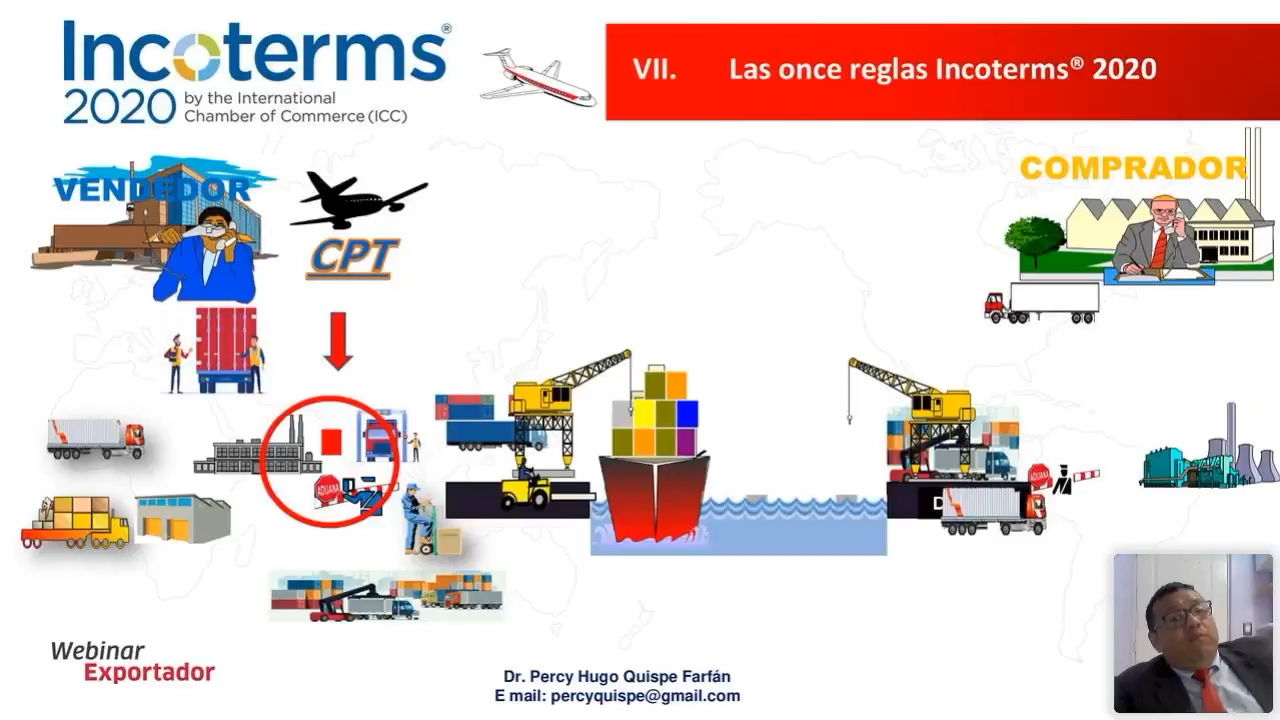 Incoterms®
2020 by the International
Chamber of Commerce (ICC)
VII. Las once reglas Incoterms® 2020
VENDEDOR
COMPRADOR
CPT
ADUANA
ADUANA
D
Webinar
Exportador
Dr. Percy Hugo Quispe Farfán
E mail: percyquispe@gmail.com